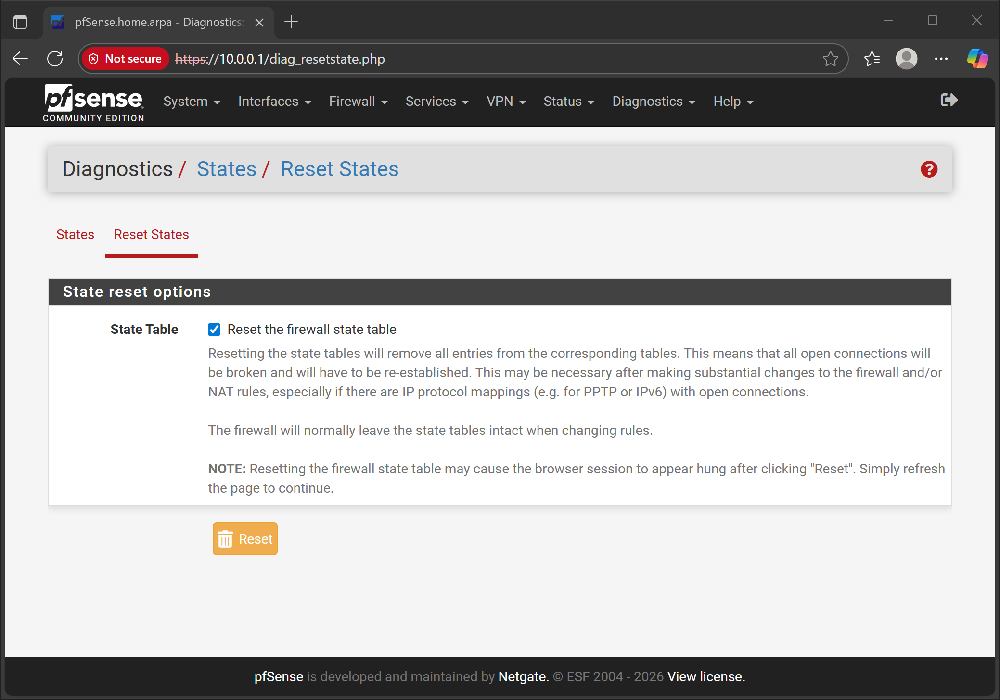 pfSense.home.arpa - Diagnostics:
Not secure https://10.0.0.1/diag_resetstate.php
pfsense
COMMUNITY EDITION
System Interfaces Firewall Services VPN Status Diagnostics Help
Diagnostics / States / Reset States
States Reset States
State reset options
State Table Reset the firewall state table
Resetting the state tables will remove all entries from the corresponding tables. This means that all open connections will
be broken and will have to be re-established. This may be necessary after making substantial changes to the firewall and/or
NAT rules, especially if there are IP protocol mappings (e.g. for PPTP or IPv6) with open connections.
The firewall will normally leave the state tables intact when changing rules.
NOTE: Resetting the firewall state table may cause the browser session to appear hung after clicking "Reset". Simply refresh
the page to continue.
Reset
pfSense is developed and maintained by Netgate. © ESF 2004 - 2026 View license.